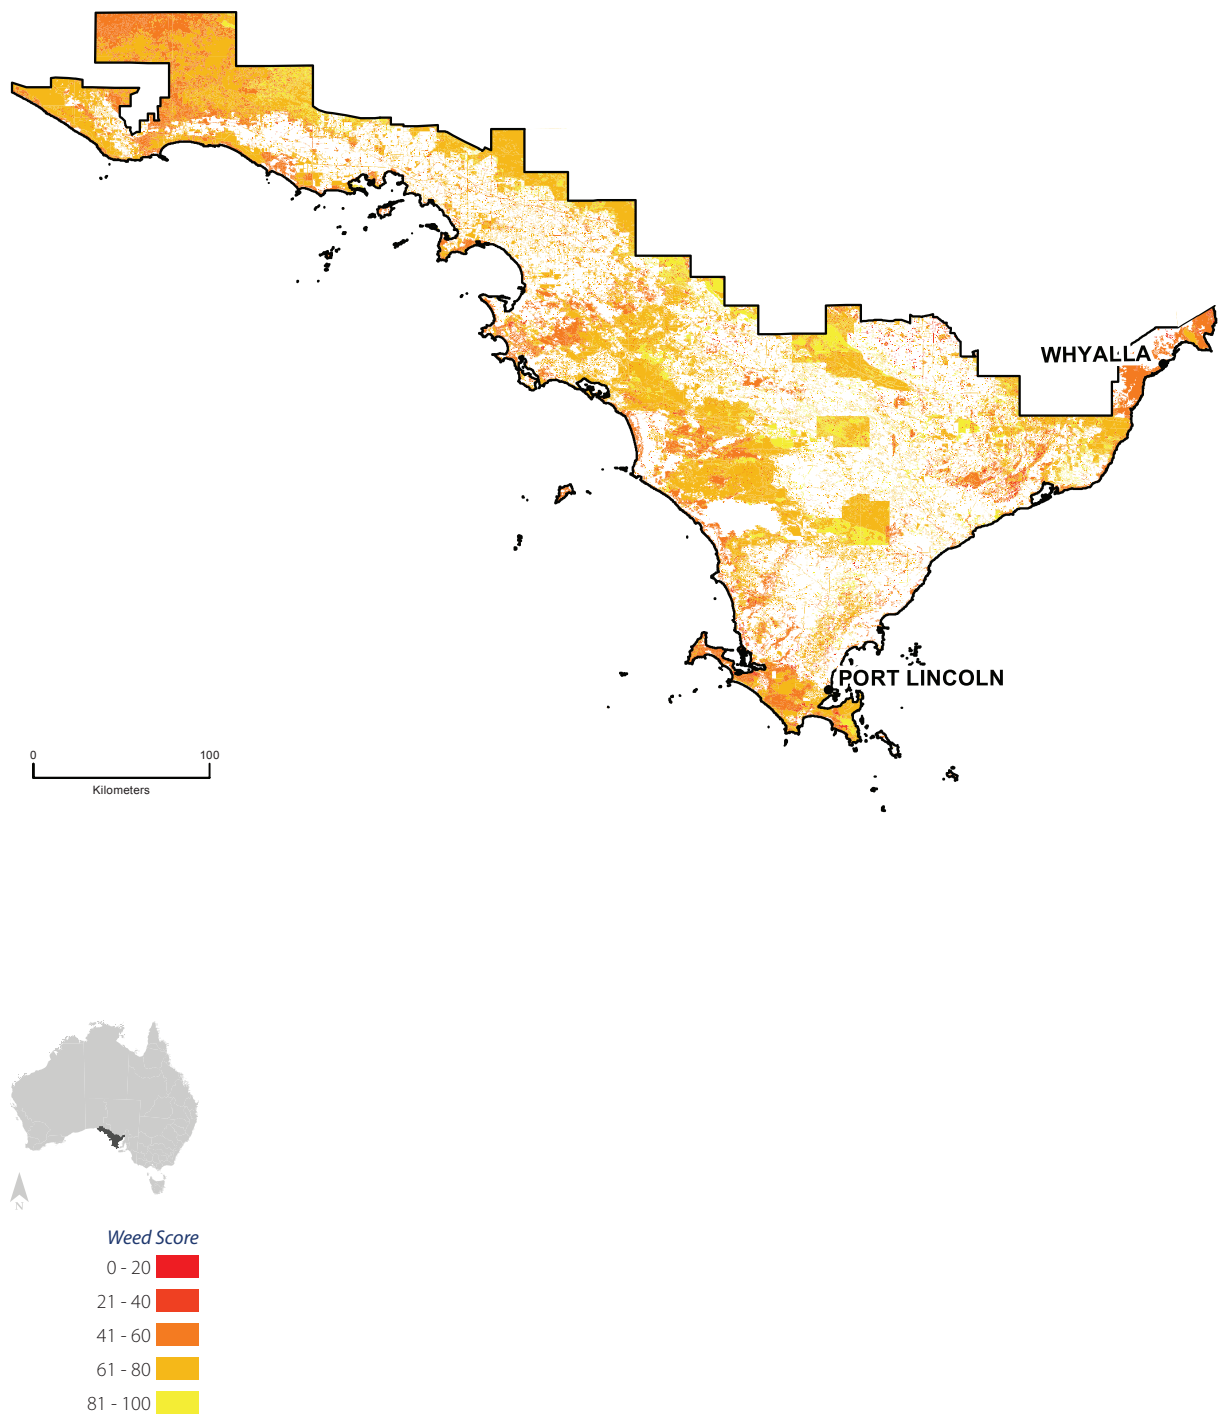 WHYALLA
PORT LINCOLN
0 100
Kilometers
N
Weed Score
0 - 20
21 - 40
41 - 60
61 - 80
81 - 100